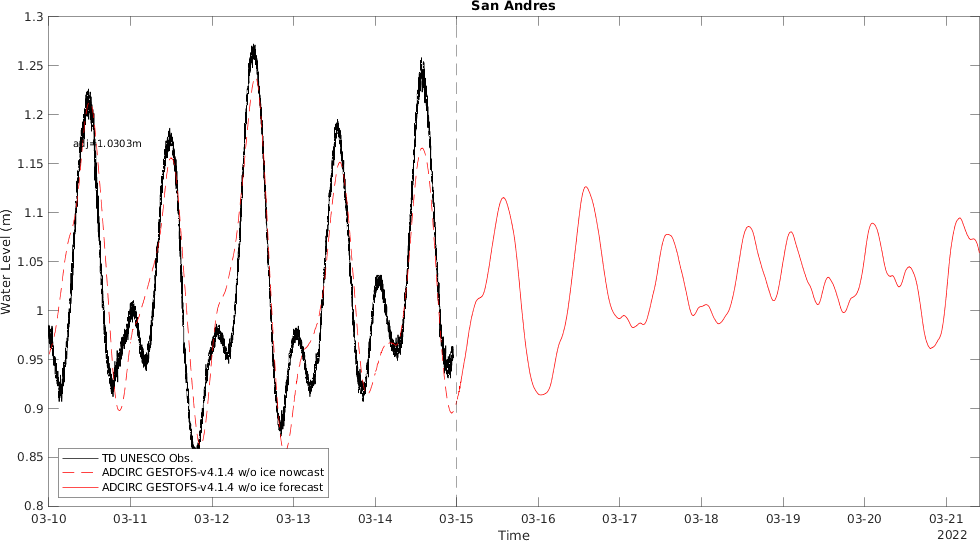 San Andres
1.3
1.25
1.2
1.15
1.1
1.05
1
0.95
0.9
0.85
0.8
Water Level (m)
adj=1.0303m
TD UNESCO Obs.
ADCIRC GESTOFS-v4.1.4 w/o ice nowcast
ADCIRC GESTOFS-v4.1.4 w/o ice forecast
03-10 03-11 03-12 03-13 03-14 03-15 03-16 03-17 03-18 03-19 03-20 03-21
Time
2022